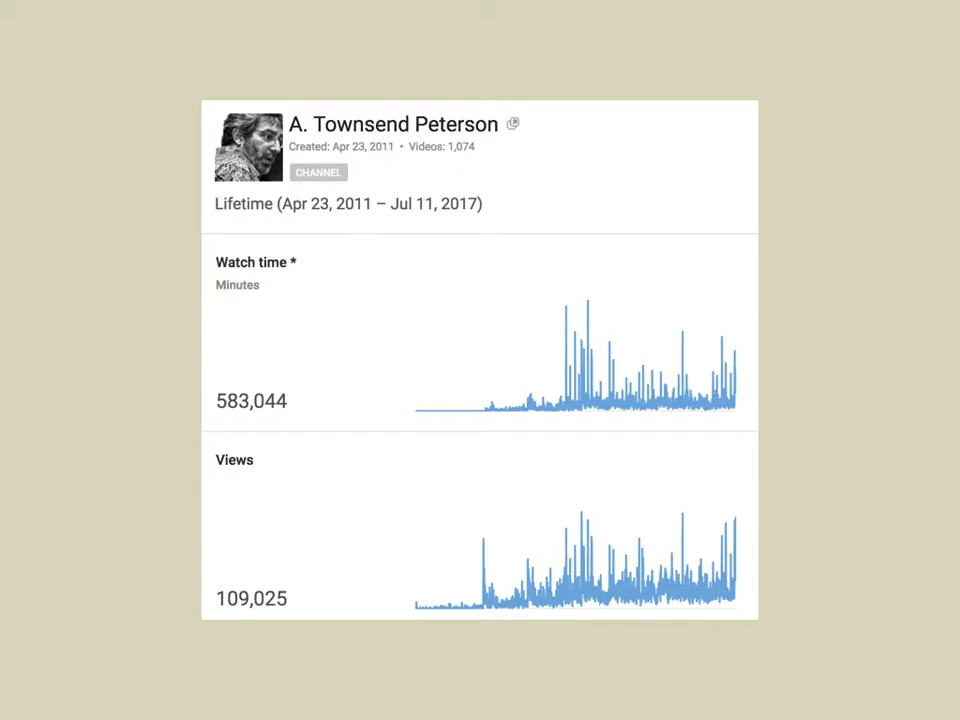 A. Townsend Peterson
Created: Apr 23, 2011 • Videos: 1,074
CHANNEL
Lifetime (Apr 23, 2011 – Jul 11, 2017)
Watch time *
Minutes
583,044
Views
109,025